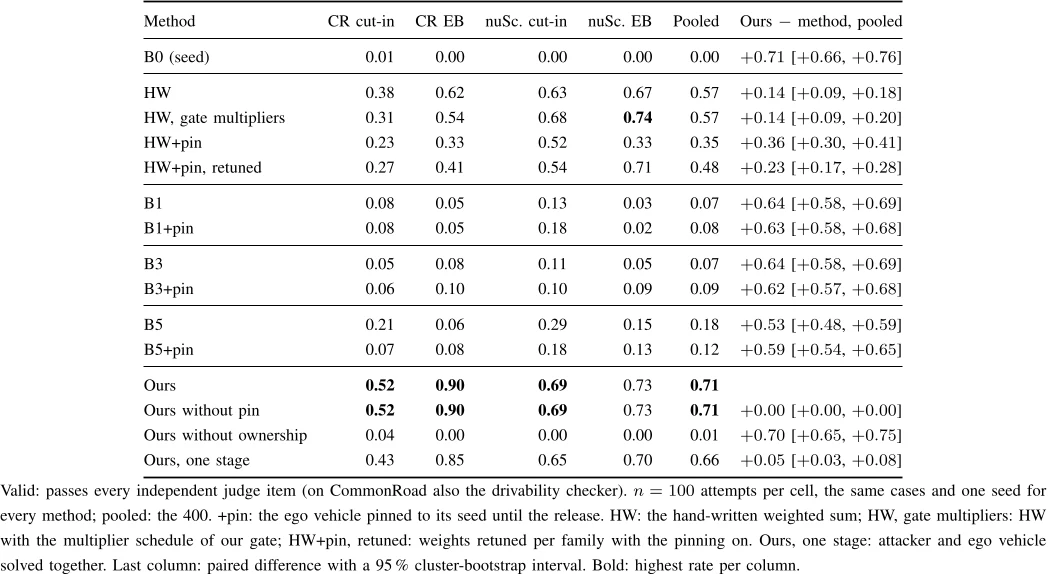 Method CR cut-in CR EB nuSc. cut-in nuSc. EB Pooled Ours − method, pooled
B0 (seed) 0.01 0.00 0.00 0.00 0.00 +0.71 [+0.66, +0.76]
HW 0.38 0.62 0.63 0.67 0.57 +0.14 [+0.09, +0.18]
HW, gate multipliers 0.31 0.54 0.68 0.74 0.57 +0.14 [+0.09, +0.20]
HW+pin 0.23 0.33 0.52 0.33 0.35 +0.36 [+0.30, +0.41]
HW+pin, retuned 0.27 0.41 0.54 0.71 0.48 +0.23 [+0.17, +0.28]
B1 0.08 0.05 0.13 0.03 0.07 +0.64 [+0.58, +0.69]
B1+pin 0.08 0.05 0.18 0.02 0.08 +0.63 [+0.58, +0.68]
B3 0.05 0.08 0.11 0.05 0.07 +0.64 [+0.58, +0.69]
B3+pin 0.06 0.10 0.10 0.09 0.09 +0.62 [+0.57, +0.68]
B5 0.21 0.06 0.29 0.15 0.18 +0.53 [+0.48, +0.59]
B5+pin 0.07 0.08 0.18 0.13 0.12 +0.59 [+0.54, +0.65]
Ours 0.52 0.90 0.69 0.73 0.71
Ours without pin 0.52 0.90 0.69 0.73 0.71 +0.00 [+0.00, +0.00]
Ours without ownership 0.04 0.00 0.00 0.00 0.01 +0.70 [+0.65, +0.75]
Ours, one stage 0.43 0.85 0.65 0.70 0.66 +0.05 [+0.03, +0.08]
Valid: passes every independent judge item (on CommonRoad also the drivability checker). n = 100 attempts per cell, the same cases and one seed for
every method; pooled: the 400. +pin: the ego vehicle pinned to its seed until the release. HW: the hand-written weighted sum; HW, gate multipliers: HW
with the multiplier schedule of our gate; HW+pin, retuned: weights retuned per family with the pinning on. Ours, one stage: attacker and ego vehicle
solved together. Last column: paired difference with a 95 % cluster-bootstrap interval. Bold: highest rate per column.